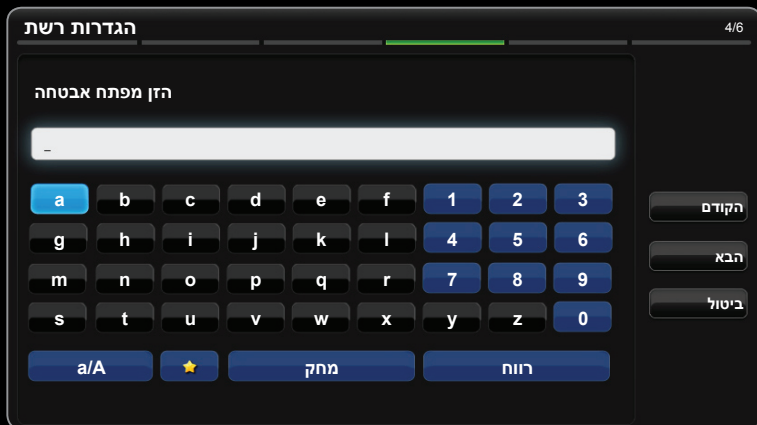 הגדרות רשת
4/6
הזן מפתח אבטחה
_
a b c d e f 1 2 3
g h i j k l 4 5 6
m n o p q r 7 8 9
s t u v w x y z 0
a/A מחק רווח
הקודם
הבא
ביטול